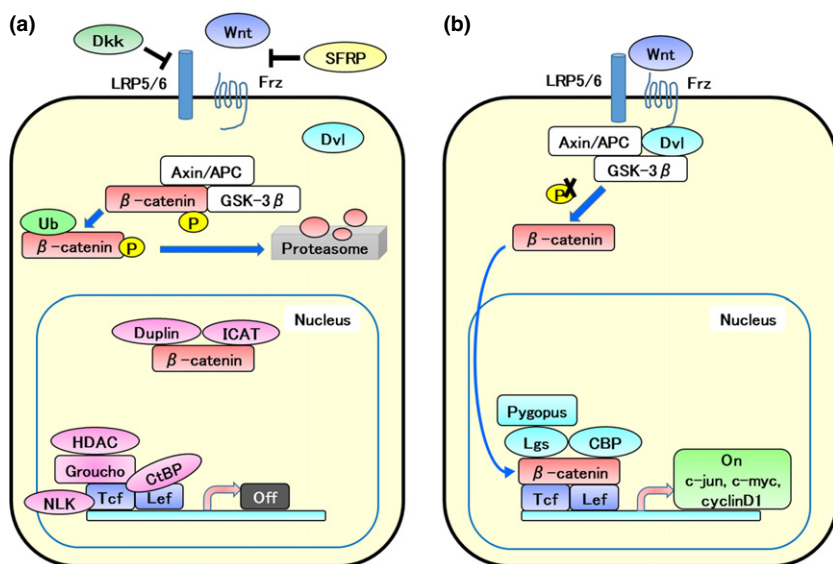 (a)
Dkk
Wnt
SFRP
LRP5/6
Frz
Dvl
Axin/APC
β-catenin
GSK-3β
P
Ub
β-catenin
P
Proteasome
Nucleus
Duplin
ICAT
β-catenin
HDAC
Groucho
CtBP
NLK
Tcf
Lef
Off
(b)
Wnt
LRP5/6
Frz
Axin/APC
Dvl
GSK-3β
P
β-catenin
Nucleus
Pygopus
Lgs
CBP
β-catenin
Tcf
Lef
On
c-jun, c-myc,
cyclinD1